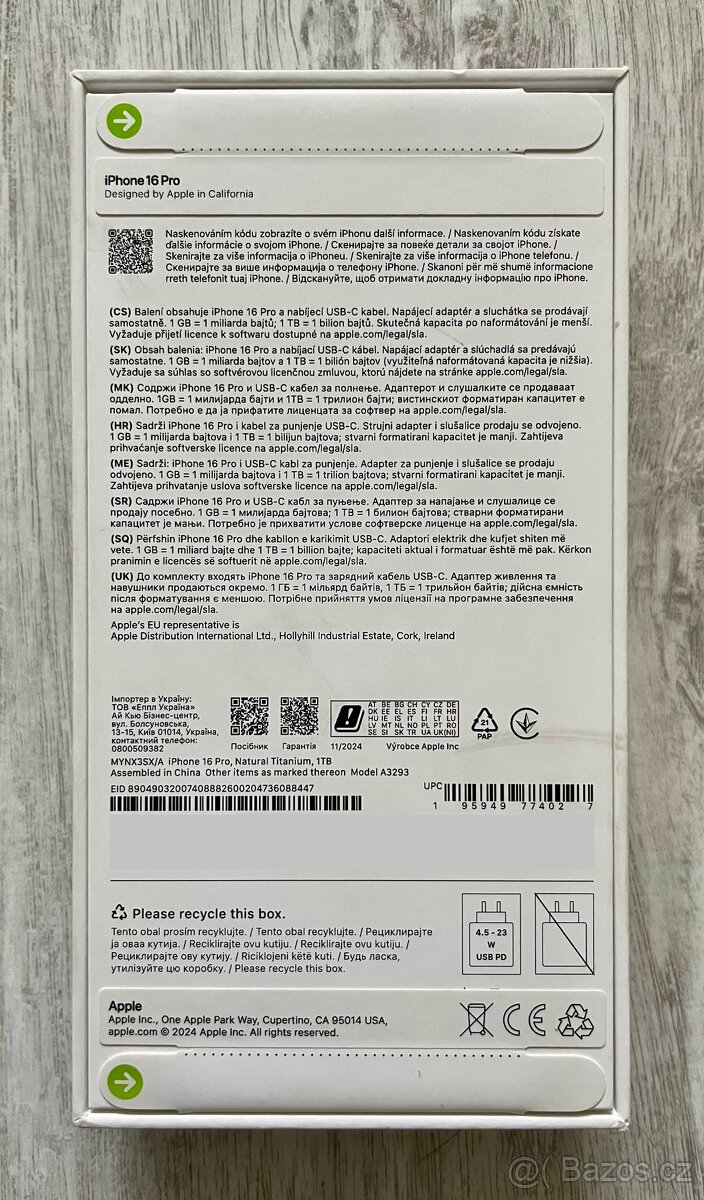 iPhone 16 Pro
Designed by Apple in California
Naskenováním kódu zobrazíte o svém iPhonu další informace. / Naskenovaním kódu získate
ďalšie informácie o svojom iPhone. / Скенирајте за повеќе детали за својот iPhone. /
Skenirajte za više informacija o iPhoneu. / Skenirajte za više informacija o iPhone telefonu. /
Скенирајте за више информација о телефону iPhone. / Skanoni për më shumë informacione
rreth telefonit tuaj iPhone. / Відскануйте, щоб отримати докладну інформацію про iPhone.
(CS) Balení obsahuje iPhone 16 Pro a nabíjecí USB-C kabel. Napájecí adaptér a sluchátka se prodávají
samostatně. 1 GB = 1 miliarda bajtů; 1 TB = 1 bilion bajtů. Skutečná kapacita po naformátování je menší.
Vyžaduje přijetí licence k softwaru dostupné na apple.com/legal/sla.
(SK) Obsah balenia: iPhone 16 Pro a nabíjací USB-C kábel. Napájací adaptér a slúchadlá sa predávajú
samostatne. 1 GB = 1 miliarda bajtov a 1 TB = 1 bilión bajtov (využiteľná naformátovaná kapacita je nižšia).
Vyžaduje sa súhlas so softvérovou licenčnou zmluvou, ktorú nájdete na stránke apple.com/legal/sla.
(MK) Содржи iPhone 16 Pro и USB-C кабел за полнење. Адаптерот и слушалките се продаваат
одделно. 1GB = 1 милијарда бајти и 1TB = 1 трилион бајти; вистинскиот форматиран капацитет е
помал. Потребно е да ја прифатите лиценцата за софтвер на apple.com/legal/sla.
(HR) Sadrži iPhone 16 Pro i kabel za punjenje USB-C. Strujni adapter i slušalice prodaju se odvojeno.
1 GB = 1 milijarda bajtova i 1 TB = 1 bilijun bajtova; stvarni formatirani kapacitet je manji. Zahtijeva
prihvaćanje softverske licence na apple.com/legal/sla.
(ME) Sadrži: iPhone 16 Pro i USB-C kabl za punjenje. Adapter za punjenje i slušalice se prodaju
odvojeno. 1 GB = 1 milijarda bajtova i 1 TB = 1 trilion bajtova; stvarni formatirani kapacitet je manji.
Zahtijeva prihvatanje uslova softverske licence na apple.com/legal/sla.
(SR) Садржи iPhone 16 Pro и USB-C кабл за пуњење. Адаптер за напајање и слушалице се
продају посебно. 1 GB = 1 милијарда бајтова; 1 TB = 1 билион бајтова; стварни форматирани
капацитет је мањи. Потребно је прихватити услове софтверске лиценце на apple.com/legal/sla.
(SQ) Përfshin iPhone 16 Pro dhe kabllon e karikimit USB-C. Adaptori elektrik dhe kufjet shiten më
vete. 1 GB = 1 miliard bajte dhe 1 TB = 1 billion bajte; kapaciteti aktual i formatuar është më pak. Kërkon
pranimin e licencës së softuerit në apple.com/legal/sla.
(UK) До комплекту входять iPhone 16 Pro та зарядний кабель USB-C. Адаптер живлення та
навушники продаються окремо. 1 ГБ = 1 мільярд байтів, 1 ТБ = 1 трильйон байтів; дійсна ємність
після форматування є меншою. Потрібне прийняття умов ліцензії на програмне забезпечення
на apple.com/legal/sla.
Apple's EU representative is
Apple Distribution International Ltd., Hollyhill Industrial Estate, Cork, Ireland
Імпортер в Україну:
ТОВ «Еппл Україна»
Ай Кью Бізнес-центр,
вул. Болсуновська,
13-15, Київ 01014, Україна,
контактний телефон:
0800509382
Посібник
Гарантія
AT BE BG CH CY CZ DE
DK EE EL ES FI FR HR
HU IE IS IT LI LT LU
LV MT NL NO PL PT RO
SE SI SK TR UA UK(NI)
11/2024
Výrobce Apple Inc
21
PAP
MYNX3SX/A iPhone 16 Pro, Natural Titanium, 1TB
Assembled in China Other items as marked thereon Model A3293
EID 89049032007408882600204736088447
UPC
1 95949 77402 7
Please recycle this box.
Tento obal prosím recyklujte. / Tento obal recyklujte. / Рециклирајте
ја оваа кутија. / Reciklirajte ovu kutiju. / Reciklirajte ovu kutiju. /
Рециклирајте ову кутију. / Riciklojeni këtë kuti. / Будь ласка,
утилізуйте цю коробку. / Please recycle this box.
4.5 - 23
W
USB PD
Apple
Apple Inc., One Apple Park Way, Cupertino, CA 95014 USA,
apple.com © 2024 Apple Inc. All rights reserved.
CE
@( Bazos.cz